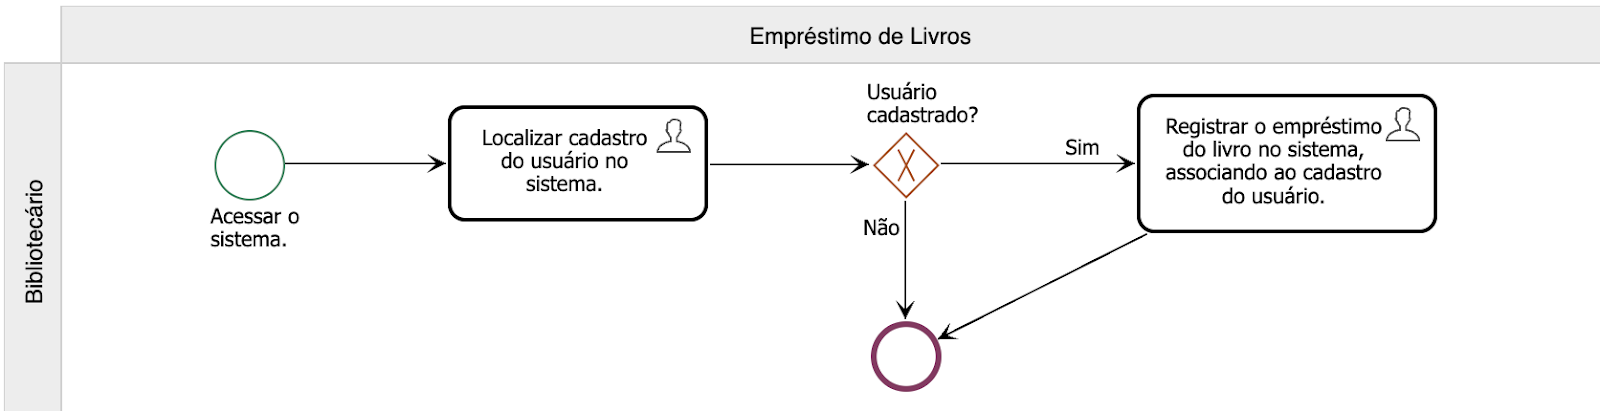 Empréstimo de Livros
Bibliotecário
Acessar o
sistema.
Localizar cadastro
do usuário no
sistema.
Usuário
cadastrado?
Sim
Não
Registrar o empréstimo
do livro no sistema,
associando ao cadastro
do usuário.